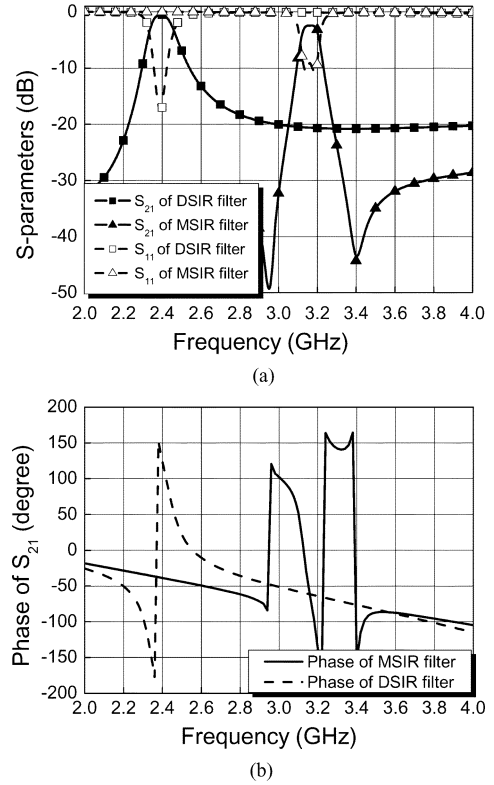 0
-10
-20
-30
-40
-50
S-parameters (dB)
S21 of DSIR filter
S21 of MSIR filter
S11 of DSIR filter
S11 of MSIR filter
2.0 2.2 2.4 2.6 2.8 3.0 3.2 3.4 3.6 3.8 4.0
Frequency (GHz)
(a)
200
150
100
50
0
-50
-100
-150
-200
Phase of S21 (degree)
Phase of MSIR filter
Phase of DSIR filter
2.0 2.2 2.4 2.6 2.8 3.0 3.2 3.4 3.6 3.8 4.0
Frequency (GHz)
(b)